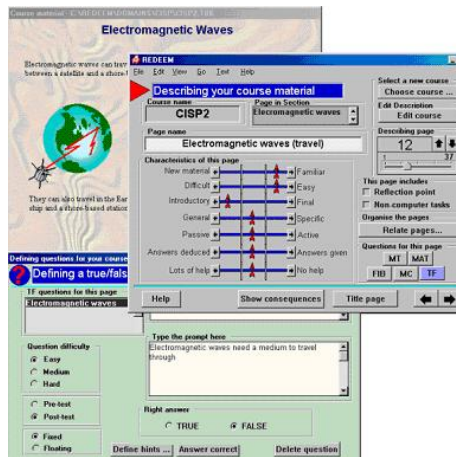 Course material - C:\REDEEM\DOMAINS\CISP\CISP2.TBK
Electromagnetic Waves
Electromagnetic waves can trav
between a satellite and a shore-
They can also travel in the Ear
ship and a shore-based station
REDEEM
File Edit View Go Text Help
Describing your course material
Course name
CISP2
Page in Section
Electromagnetic waves
Page name
Electromagnetic waves (travel)
Characteristics of this page
New material Familiar
Difficult Easy
Introductory Final
General Specific
Passive Active
Answers deduced Answers given
Lots of help No help
Select a new course
Choose course ...
Edit Description
Edit course
Describing page
12
1 37
This page includes
Reflection point
Non-computer tasks
Organise the pages
Relate pages...
Questions for this page
MT MAT
FIB MC TF
Help Show consequences Title page
Defining questions for your course
Defining a true/fals
TF questions for this page
Electromagnetic waves
Question difficulty
Easy
Medium
Hard
Pre-test
Post-test
Fixed
Floating
Type the prompt here
Electromagnetic waves need a medium to travel
through
Right answer
TRUE FALSE
Define hints ... Answer correct Delete question